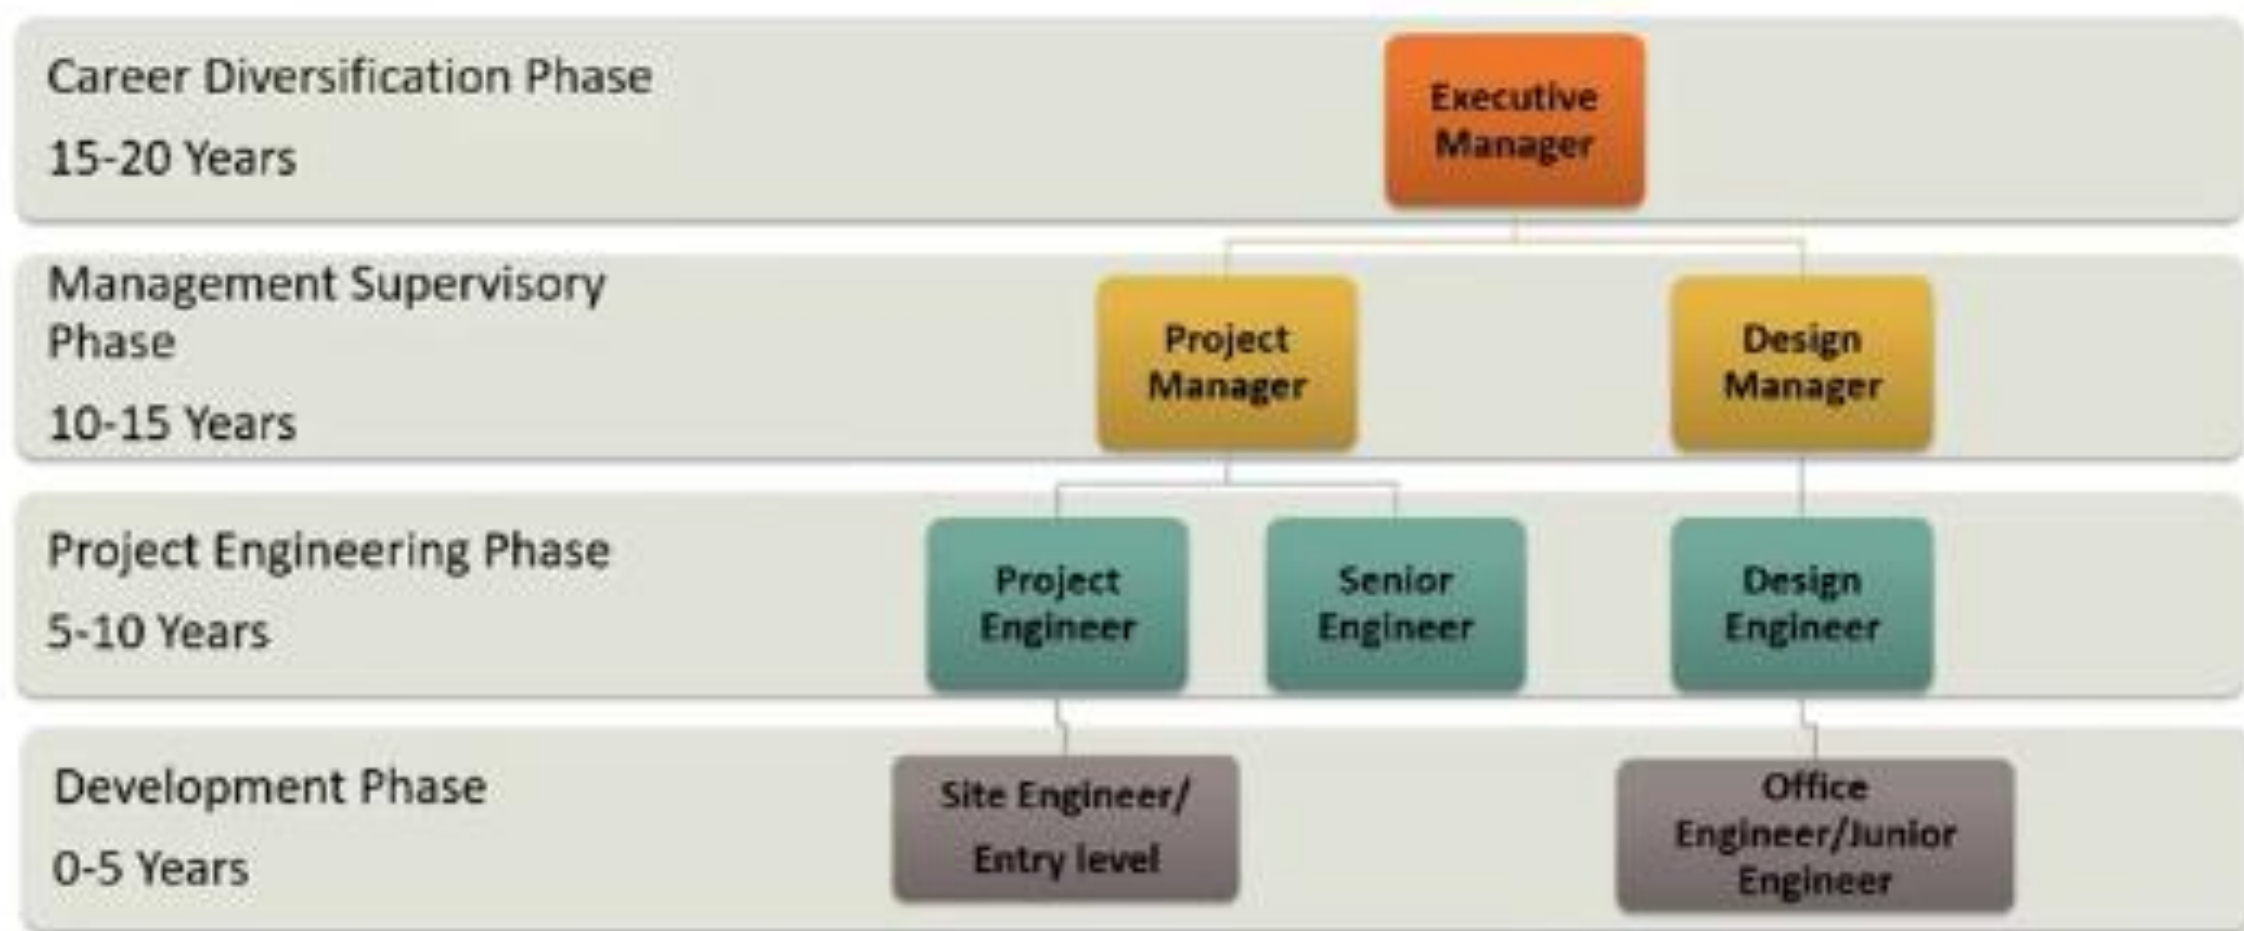 Career Diversification Phase
15-20 Years
Executive
Manager
Management Supervisory
Phase
10-15 Years
Project
Manager
Design
Manager
Project Engineering Phase
5-10 Years
Project
Engineer
Senior
Engineer
Design
Engineer
Development Phase
0-5 Years
Site Engineer/
Entry level
Office
Engineer/Junior
Engineer